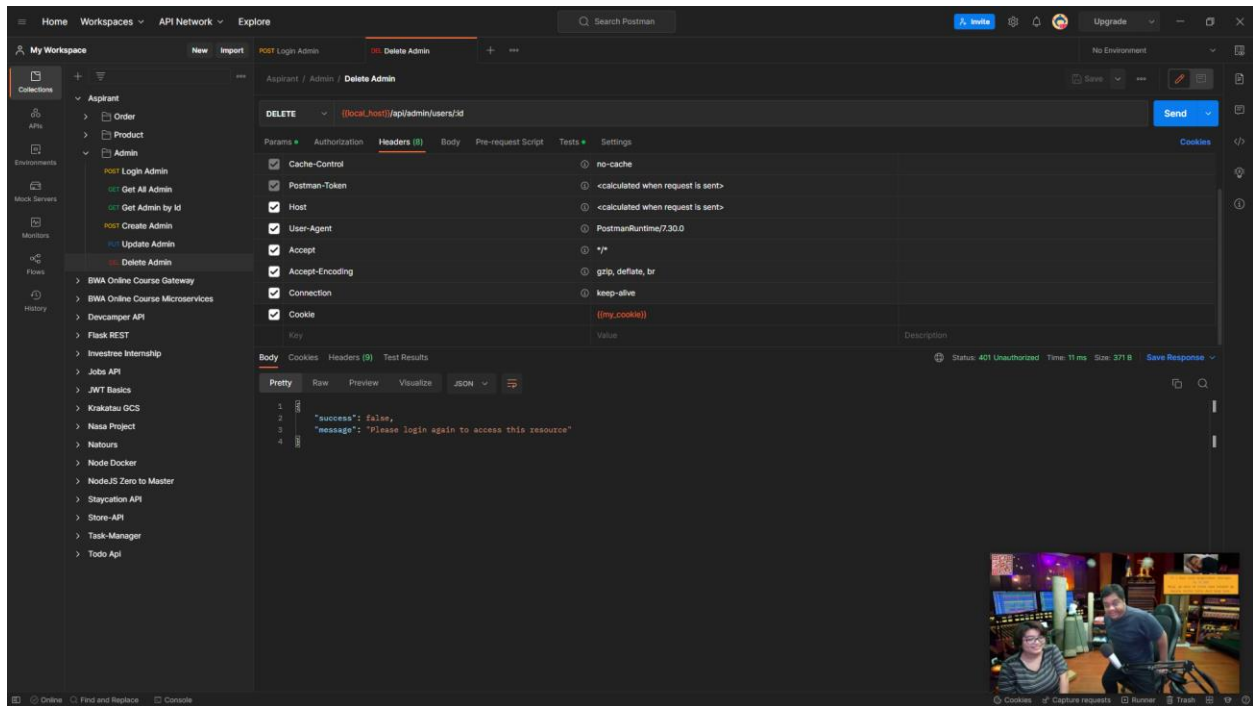 Home Workspaces API Network Explore Search Postman Invite Upgrade
My Workspace New Import POST Login Admin DEL Delete Admin No Environment
Collections
APIs
Environments
Mock Servers
Monitors
Flows
History
Aspirant
Order
Product
Admin
POST Login Admin
GET Get All Admin
GET Get Admin by Id
POST Create Admin
PUT Update Admin
DEL Delete Admin
BWA Online Course Gateway
BWA Online Course Microservices
Devcamper API
Flask REST
Investree Internship
Jobs API
JWT Basics
Krakatau GCS
Nasa Project
Natours
Node Docker
NodeJS Zero to Master
Staycation API
Store-API
Task-Manager
Todo Api
Aspirant / Admin / Delete Admin Save
DELETE {{local_host}}/api/admin/users/:id Send
Params Authorization Headers (8) Body Pre-request Script Tests Settings Cookies
Cache-Control no-cache
Postman-Token <calculated when request is sent>
Host <calculated when request is sent>
User-Agent PostmanRuntime/7.30.0
Accept */*
Accept-Encoding gzip, deflate, br
Connection keep-alive
Cookie {{my_cookie}}
Key Value Description
Body Cookies Headers (9) Test Results Status: 401 Unauthorized Time: 11 ms Size: 371 B Save Response
Pretty Raw Preview Visualize JSON
1 {
2 "success": false,
3 "message": "Please login again to access this resource"
4 }
Online Find and Replace Console Cookies Capture requests Runner Trash